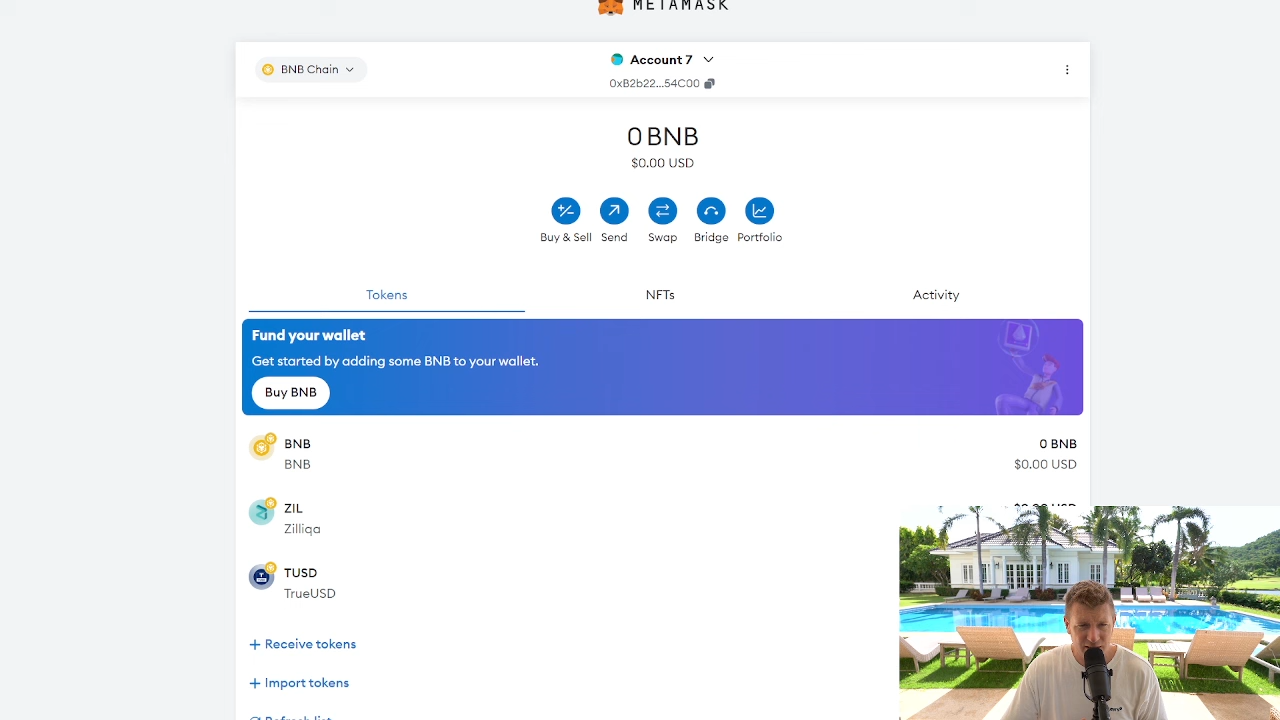 METAMASK
BNB Chain
Account 7
0xB2b22...54C00
0 BNB
$0.00 USD
Buy & Sell
Send
Swap
Bridge
Portfolio
Tokens
NFTs
Activity
Fund your wallet
Get started by adding some BNB to your wallet.
Buy BNB
BNB
0 BNB
BNB
$0.00 USD
ZIL
Zilliqa
TUSD
TrueUSD
+ Receive tokens
+ Import tokens
Refresh list